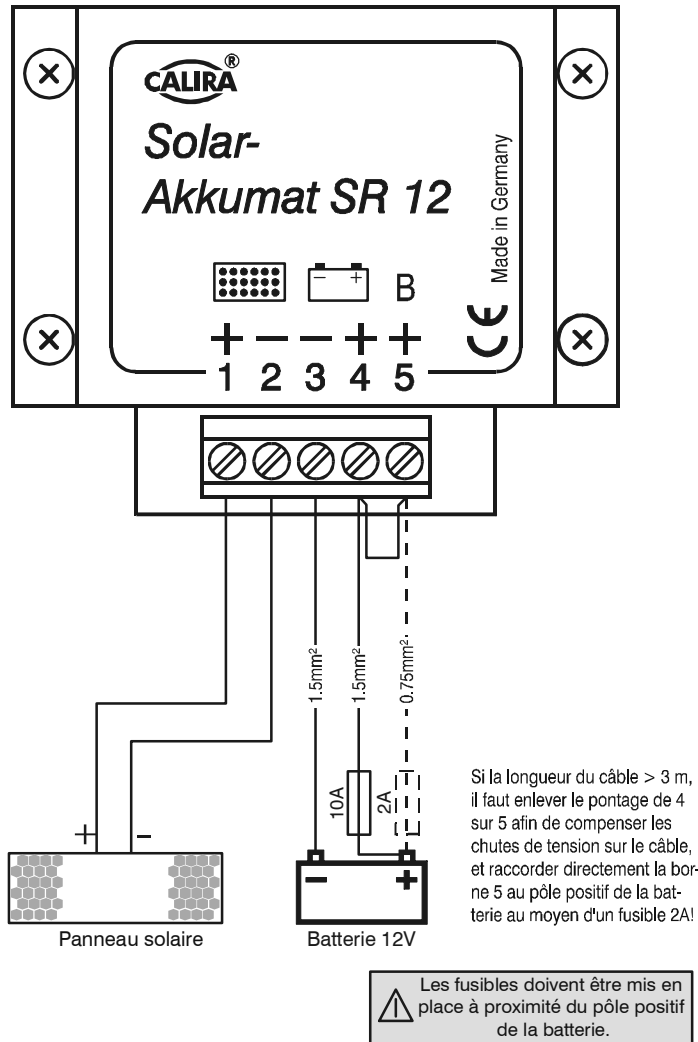 CALIRA®
Solar-
Akkumat SR 12
Made in Germany
CE
- +
B
+ - - + +
1 2 3 4 5
1.5mm²
1.5mm²
0.75mm²
10A
2A
+ -
- +
Panneau solaire
Batterie 12V
Si la longueur du câble > 3 m,
il faut enlever le pontage de 4
sur 5 afin de compenser les
chutes de tension sur le câble,
et raccorder directement la bor-
ne 5 au pôle positif de la bat-
terie au moyen d'un fusible 2A!
Les fusibles doivent être mis en
place à proximité du pôle positif
de la batterie.